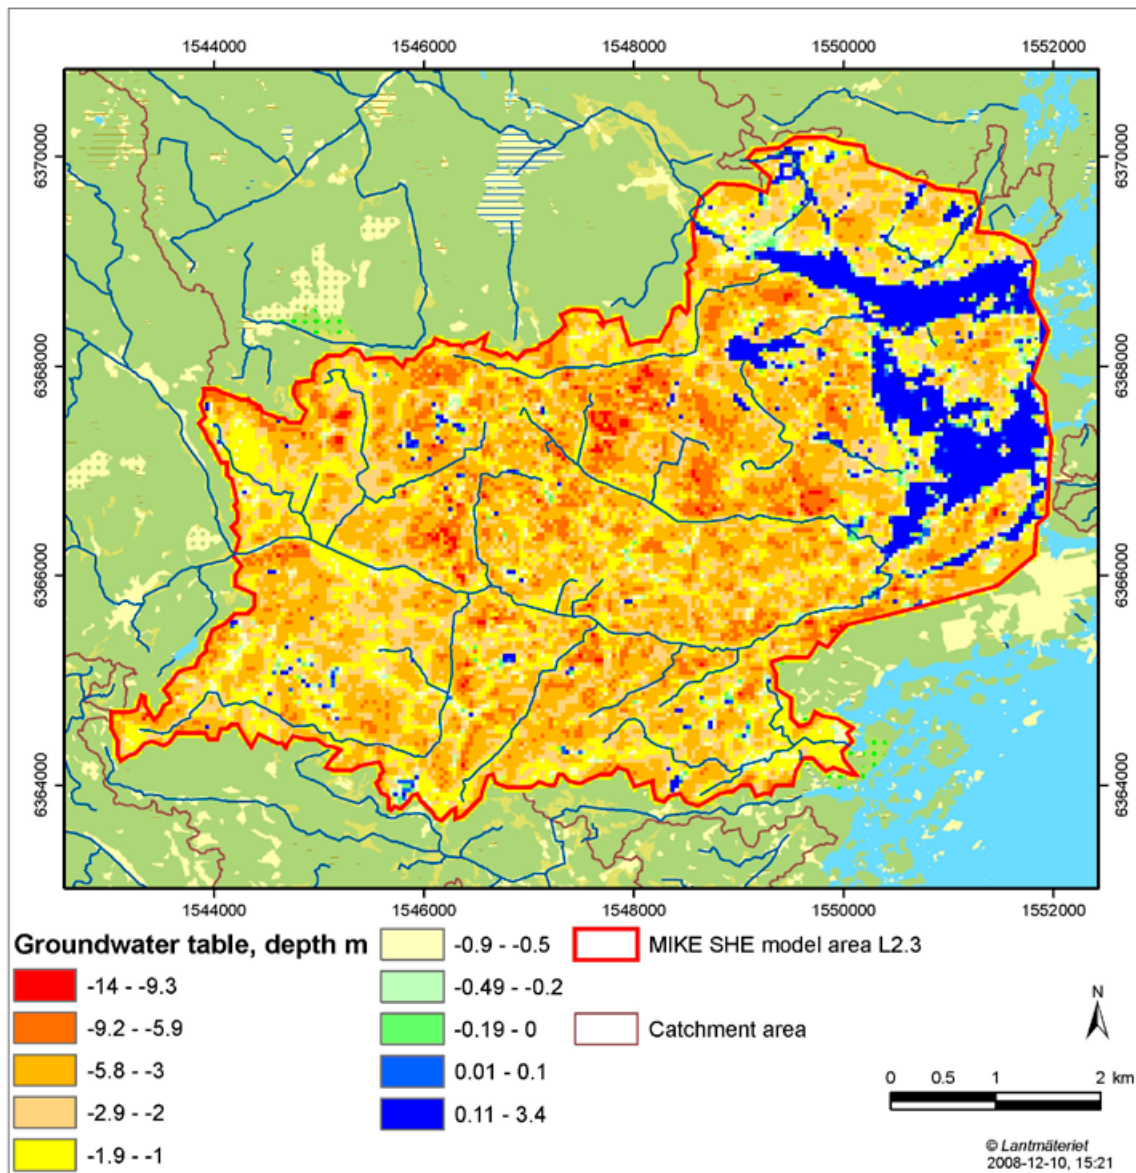 1544000 1546000 1548000 1550000 1552000
6370000 6370000
6368000 6368000
6366000 6366000
6364000 6364000
1544000 1546000 1548000 1550000 1552000
Groundwater table, depth m
-14 - -9.3
-9.2 - -5.9
-5.8 - -3
-2.9 - -2
-1.9 - -1
-0.9 - -0.5
-0.49 - -0.2
-0.19 - 0
0.01 - 0.1
0.11 - 3.4
MIKE SHE model area L2.3
Catchment area
N
0 0.5 1 2 km
© Lantmäteriet
2008-12-10, 15:21